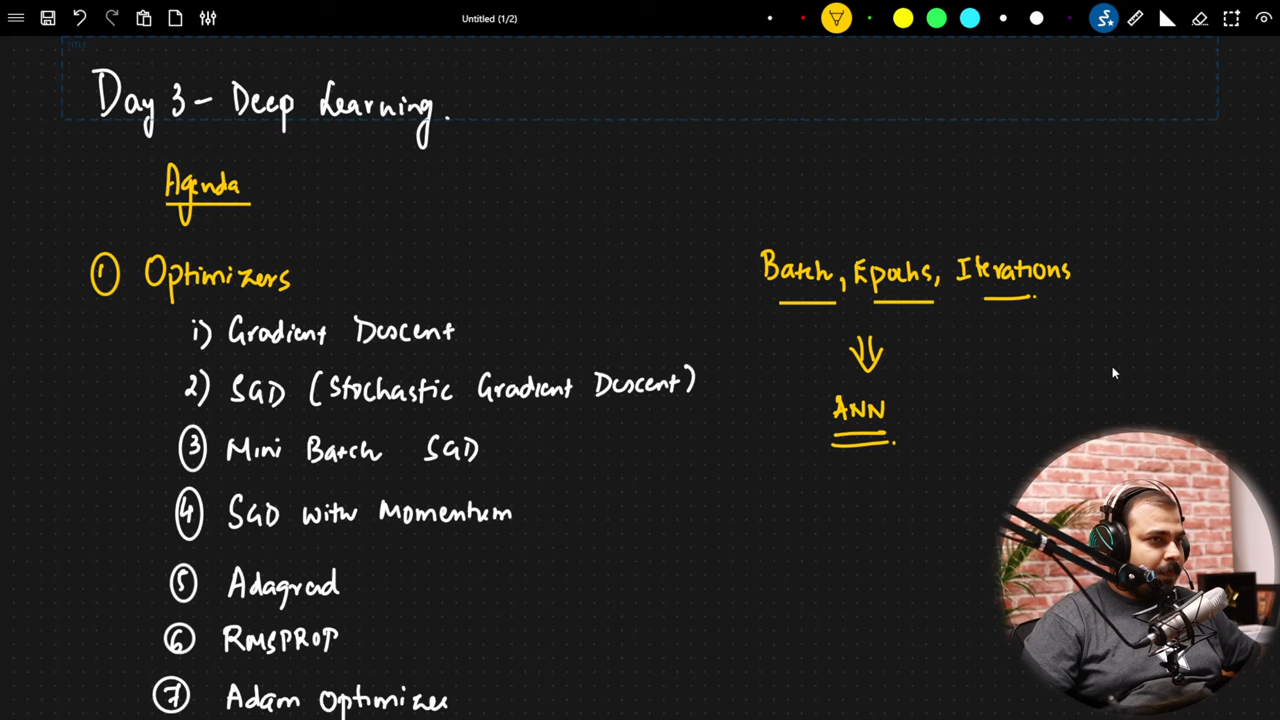 Untitled (1/2)
TITLE
Day 3 - Deep Learning.
Agenda
① Optimizers
i) Gradient Descent
2) SGD (Stochastic Gradient Descent)
③ Mini Batch SGD
④ SGD with Momentum
⑤ Adagrad
⑥ RMSPROP
⑦ Adam Optimizer
Batch, Epochs, Iterations
ANN